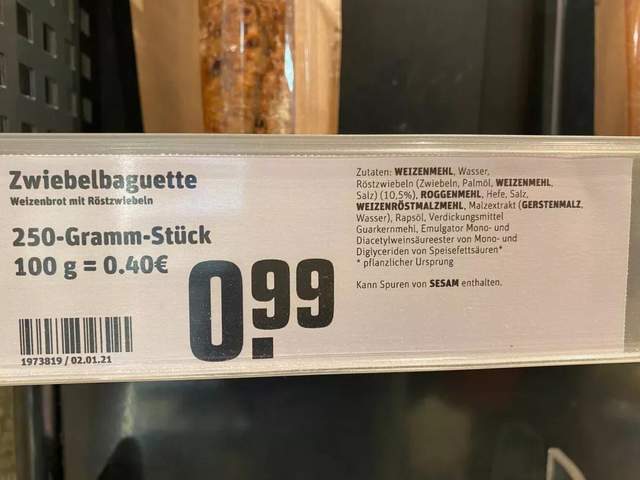 Zwiebelbaguette
Weizenbrot mit Röstzwiebeln
250-Gramm-Stück
100 g = 0.40€
0.99
1973819 / 02.01.21
Zutaten: WEIZENMEHL, Wasser,
Röstzwiebeln (Zwiebeln, Palmöl, WEIZENMEHL,
Salz) (10,5%), ROGGENMEHL, Hefe, Salz,
WEIZENRÖSTMALZMEHL, Malzextrakt (GERSTENMALZ,
Wasser), Rapsöl, Verdickungsmittel
Guarkernmehl, Emulgator Mono- und
Diacetylweinsäureester von Mono- und
Diglyceriden von Speisefettsäuren*
* pflanzlicher Ursprung
Kann Spuren von SESAM enthalten.